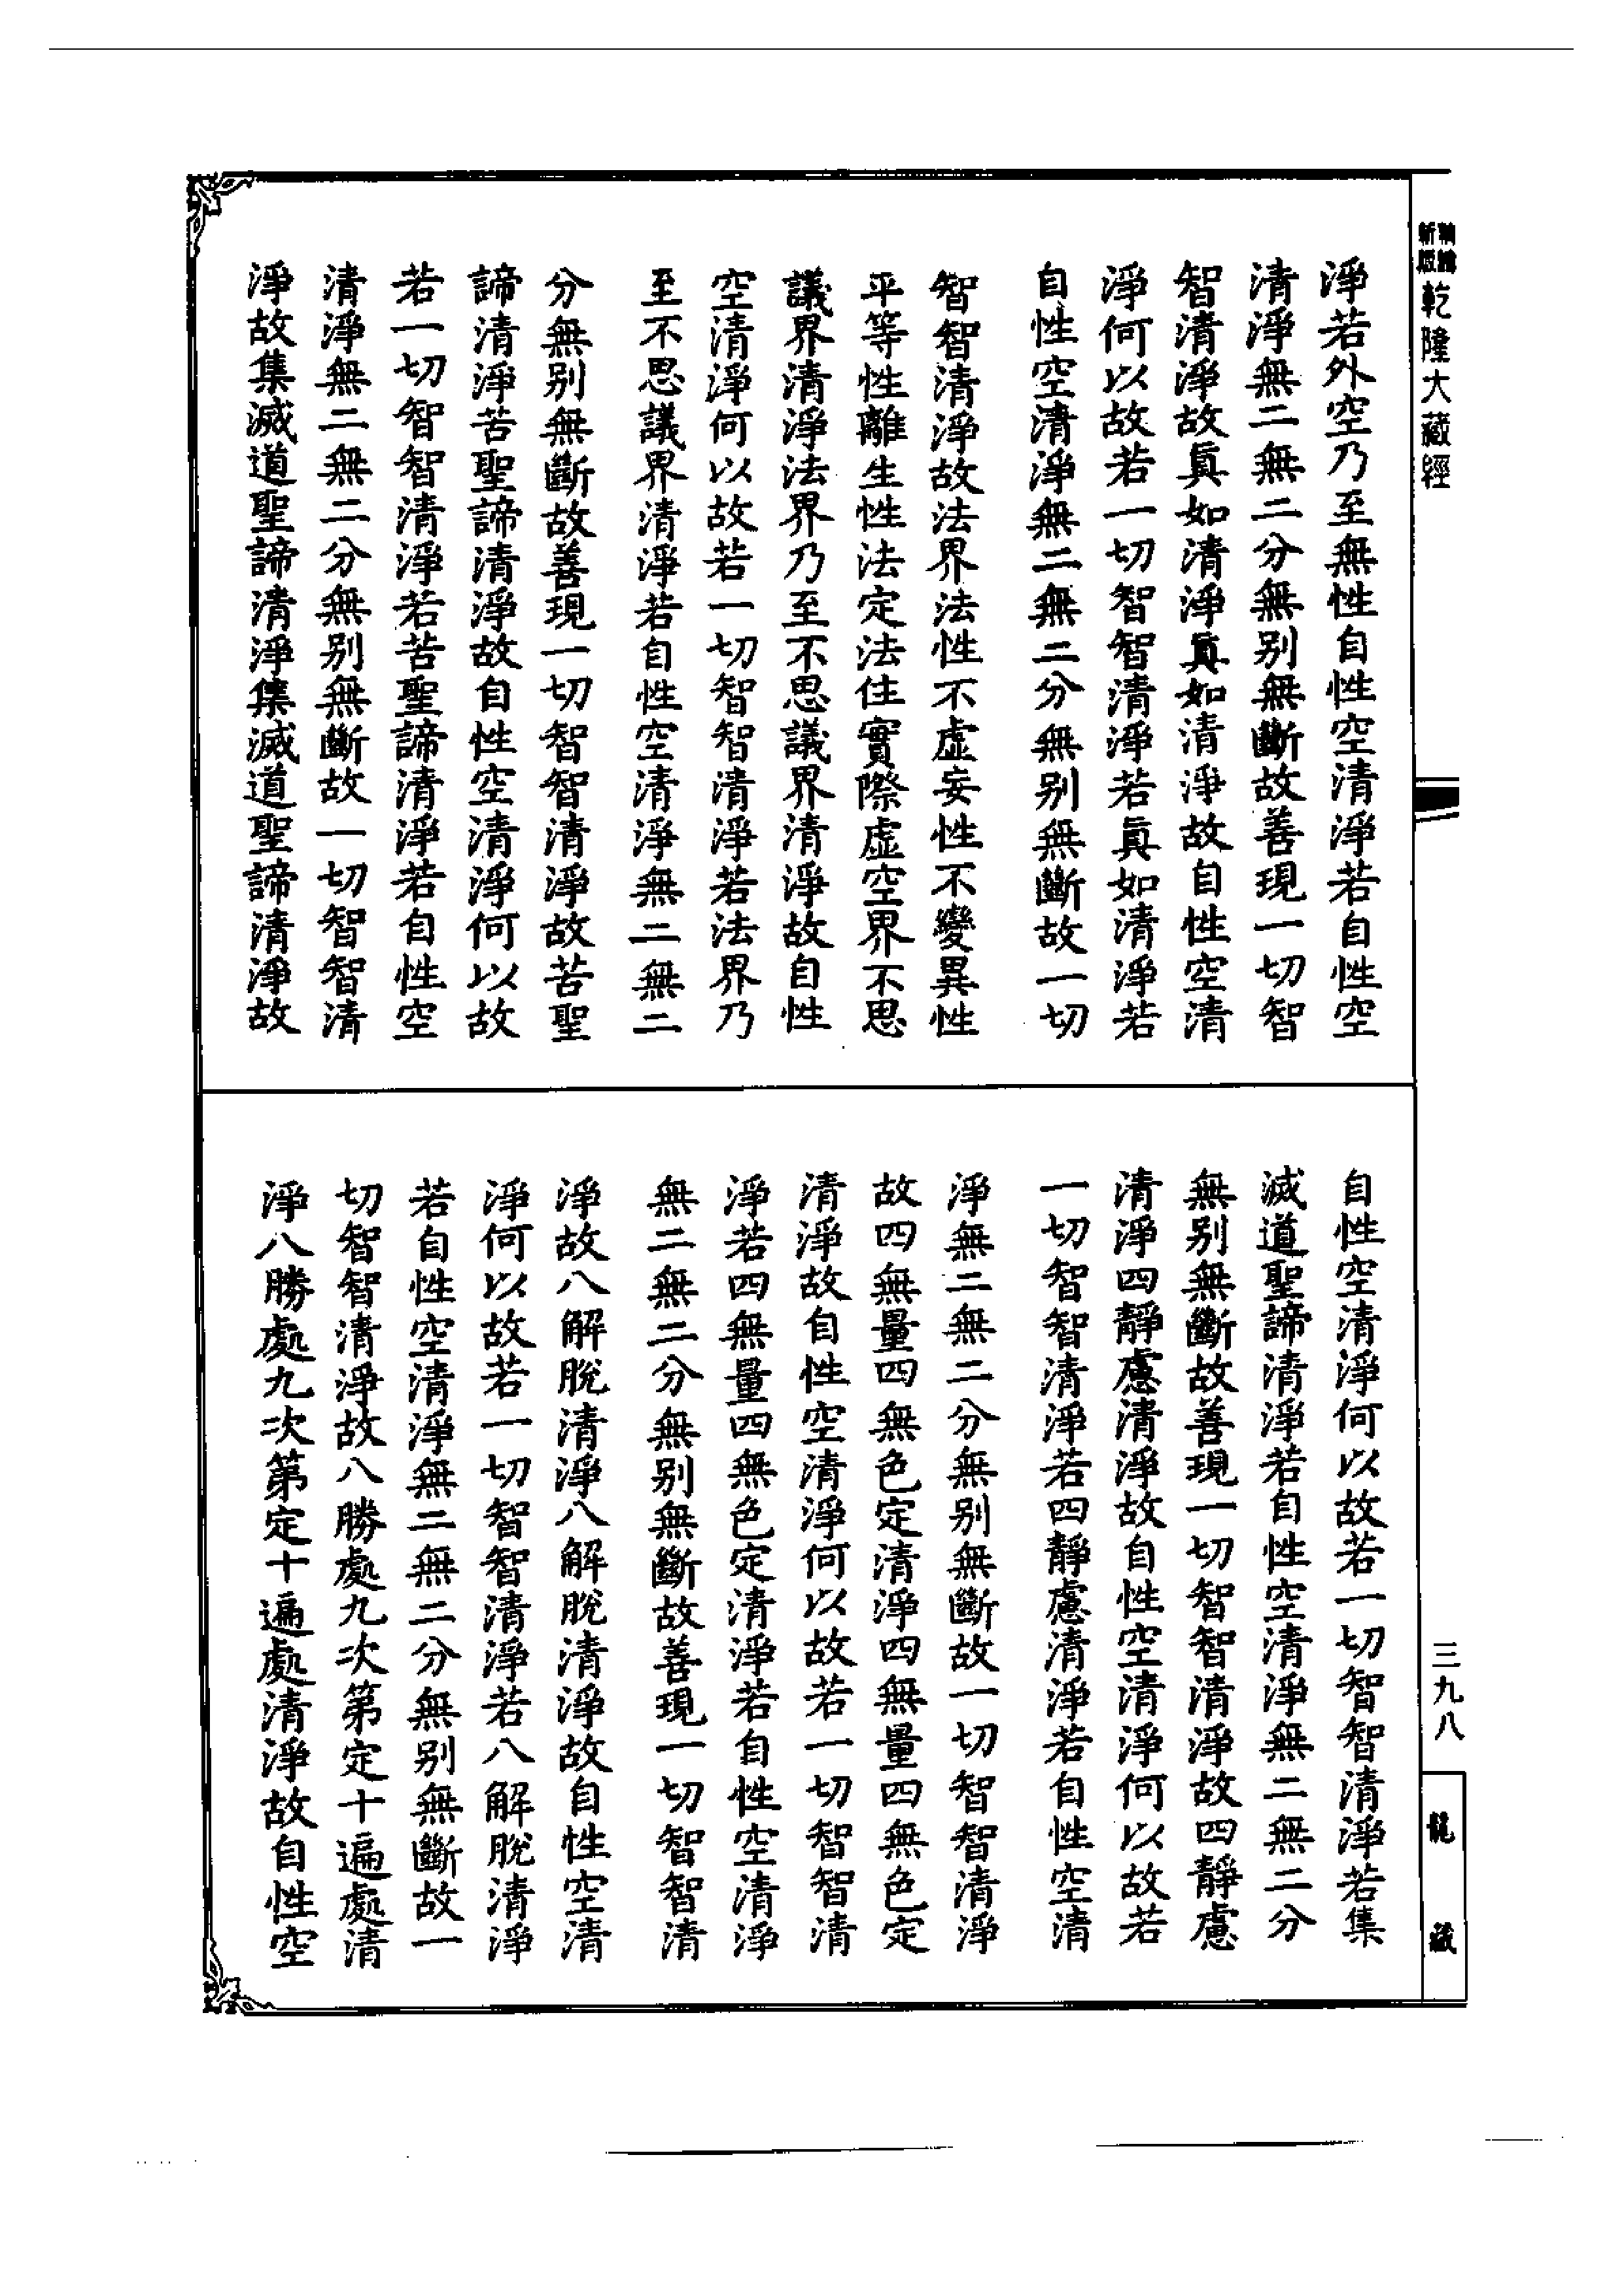 新編
新版
乾隆大藏經
淨若外空乃至無性自性空清淨若自性空
清淨無二無二分無别無斷故善現一切智
智清淨故真如清淨真如清淨故自性空清
淨何以故若一切智智清淨若真如清淨若
自性空清淨無二無二分無别無斷故一切
智智清淨故法界法性不虛妄性不變異性
平等性離生性法定法住實際虛空界不思
議界清淨法界乃至不思議界清淨故自性
空清淨何以故若一切智智清淨若法界乃
至不思議界清淨若自性空清淨無二無二
分無别無斷故善現一切智智清淨故苦聖
諦清淨苦聖諦清淨故自性空清淨何以故
若一切智智清淨若苦聖諦清淨若自性空
清淨無二無二分無别無斷故一切智智清
淨故集滅道聖諦清淨集滅道聖諦清淨故
自性空清淨何以故若一切智智清淨若集
滅道聖諦清淨若自性空清淨無二無二分
無别無斷故善現一切智智清淨故四靜慮
清淨四靜慮清淨故自性空清淨何以故若
一切智智清淨若四靜慮清淨若自性空清
淨無二無二分無别無斷故一切智智清淨
故四無量四無色定清淨四無量四無色定
清淨故自性空清淨何以故若一切智智清
淨若四無量四無色定清淨若自性空清淨
無二無二分無别無斷故善現一切智智清
淨故八解脫清淨八解脫清淨故自性空清
淨何以故若一切智智清淨若八解脫清淨
若自性空清淨無二無二分無别無斷故一
切智智清淨故八勝處九次第定十遍處清
淨八勝處九次第定十遍處清淨故自性空
三九八
龍藏